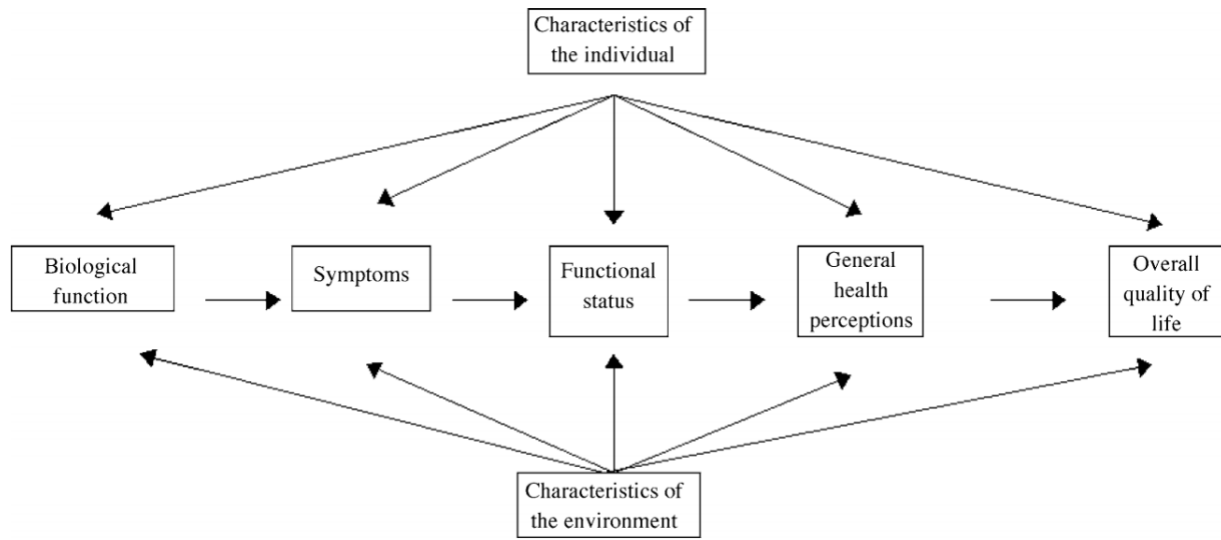 Characteristics of
the individual
Biological
function
Symptoms
Functional
status
General
health
perceptions
Overall
quality of
life
Characteristics of
the environment